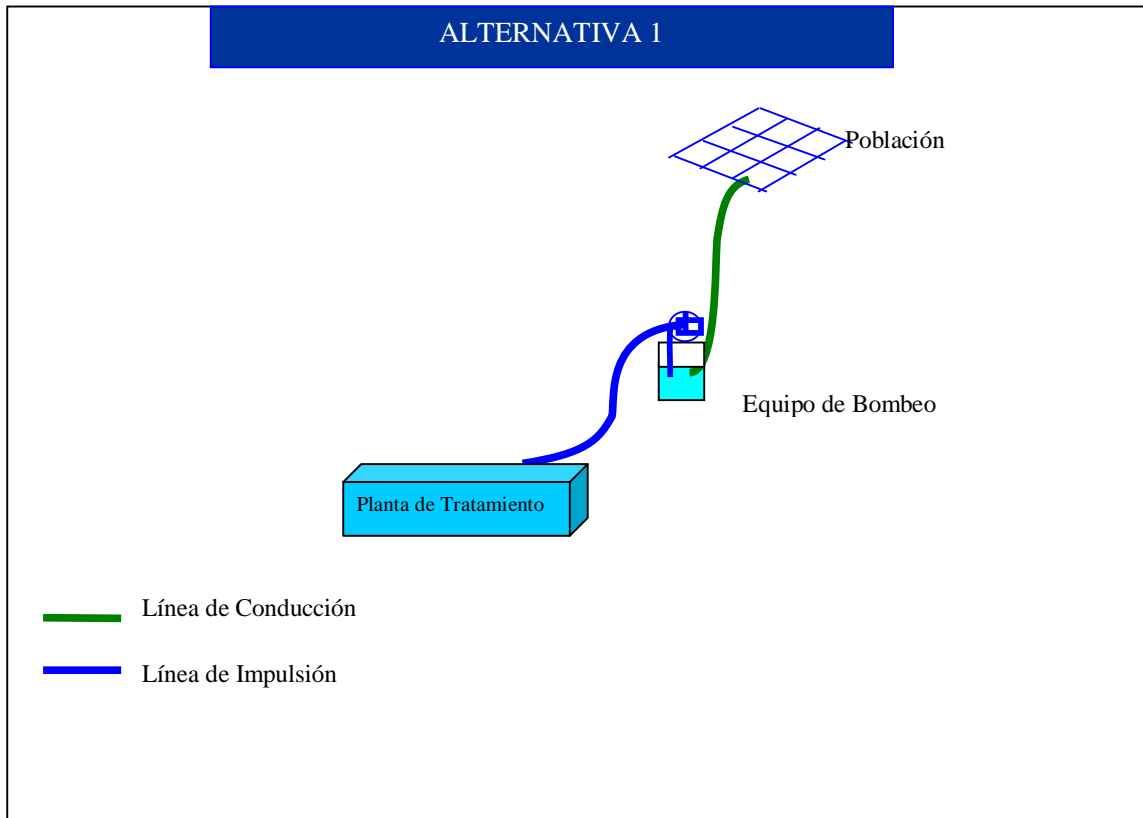 ALTERNATIVA 1
Población
Equipo de Bombeo
Planta de Tratamiento
Línea de Conducción
Línea de Impulsión